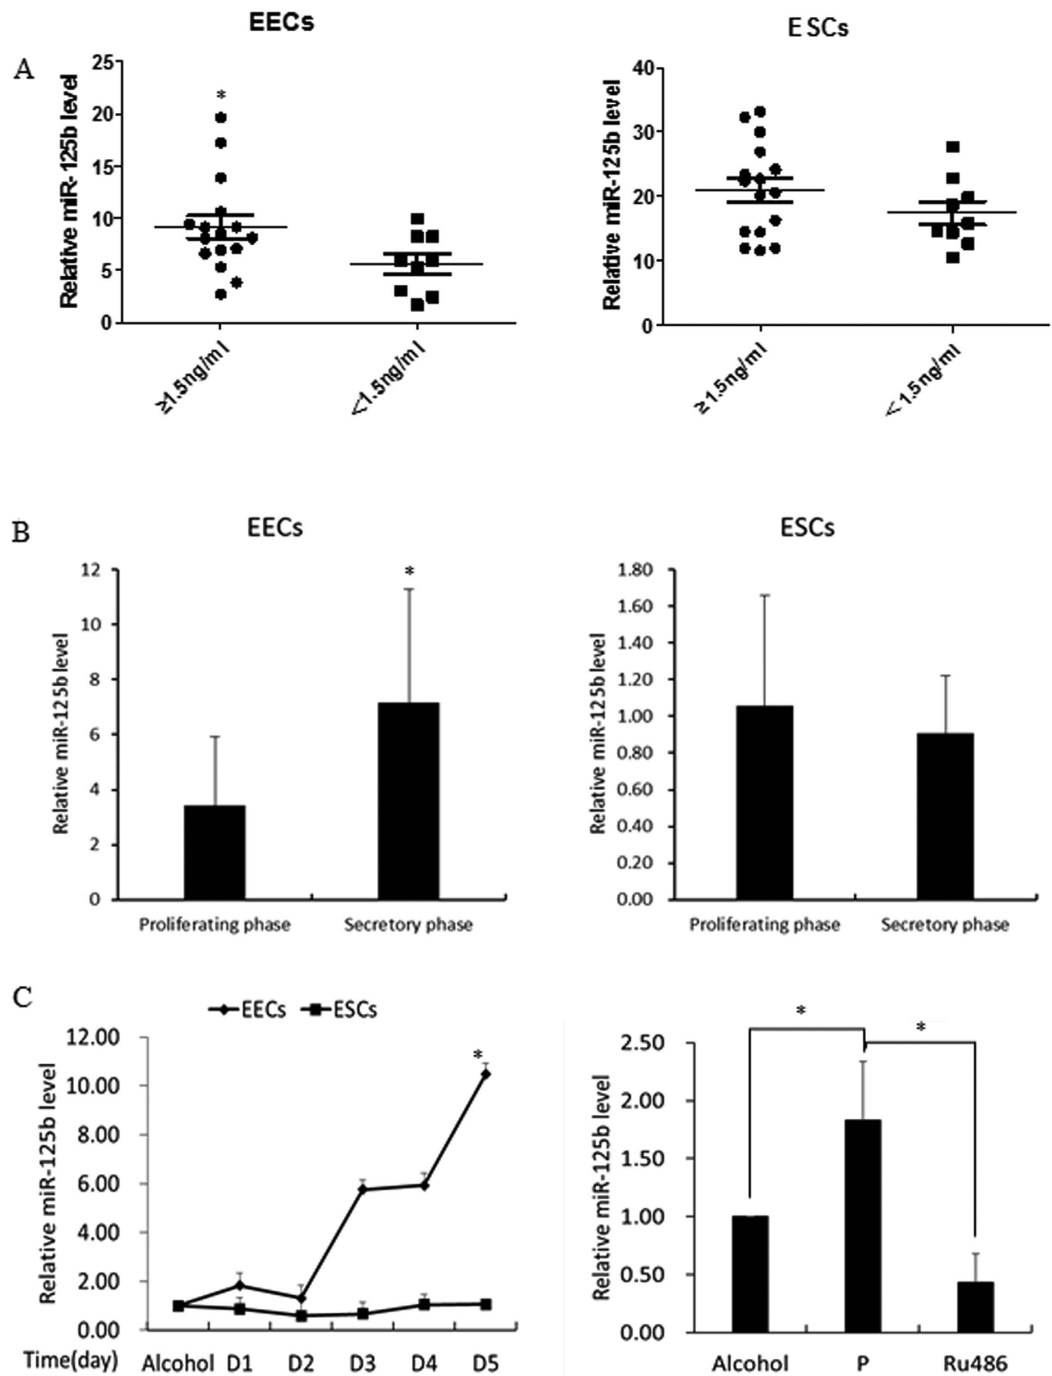 EECs
ESCs
A
Relative miR-125b level
25
20
15
10
5
0
*
≥1.5ng/ml
<1.5ng/ml
Relative miR-125b level
40
30
20
10
0
≥1.5ng/ml
<1.5ng/ml
B
EECs
ESCs
Relative miR-125b level
12
10
8
6
4
2
0
*
Proliferating phase
Secretory phase
Relative miR-125b level
1.80
1.60
1.40
1.20
1.00
0.80
0.60
0.40
0.20
0.00
Proliferating phase
Secretory phase
C
EECs
ESCs
Relative miR-125b level
12.00
10.00
8.00
6.00
4.00
2.00
0.00
*
Time(day) Alcohol D1 D2 D3 D4 D5
Relative miR-125b level
2.50
2.00
1.50
1.00
0.50
0.00
*
*
Alcohol P Ru486